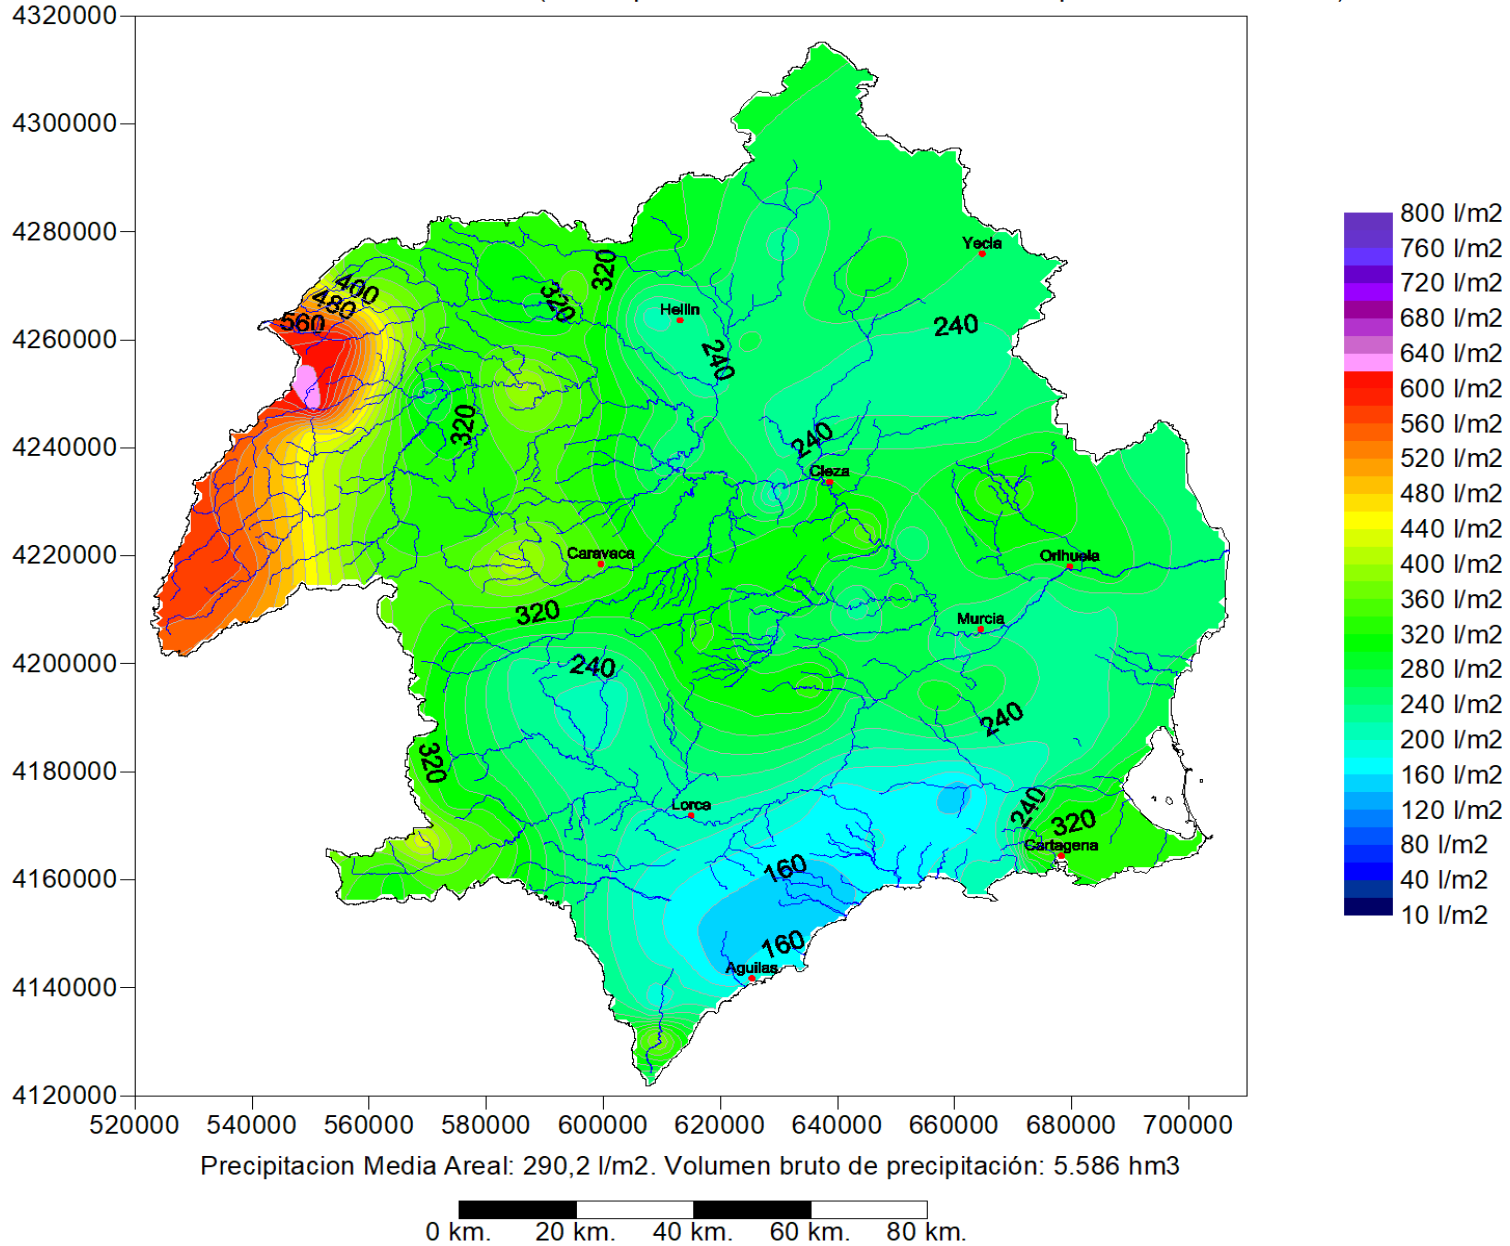 4320000
4300000
4280000
4260000
4240000
4220000
4200000
4180000
4160000
4140000
4120000
520000 540000 560000 580000 600000 620000 640000 660000 680000 700000
Yecla
400
480
560
320
320
Hellin
240
240
320
240
Cieza
Caravaca
Orihuela
320
Murcia
240
240
320
Lorca
240
320
Cartagena
160
160
Aguilas
800 l/m2
760 l/m2
720 l/m2
680 l/m2
640 l/m2
600 l/m2
560 l/m2
520 l/m2
480 l/m2
440 l/m2
400 l/m2
360 l/m2
320 l/m2
280 l/m2
240 l/m2
200 l/m2
160 l/m2
120 l/m2
80 l/m2
40 l/m2
10 l/m2
Precipitacion Media Areal: 290,2 l/m2. Volumen bruto de precipitación: 5.586 hm3
0 km. 20 km. 40 km. 60 km. 80 km.